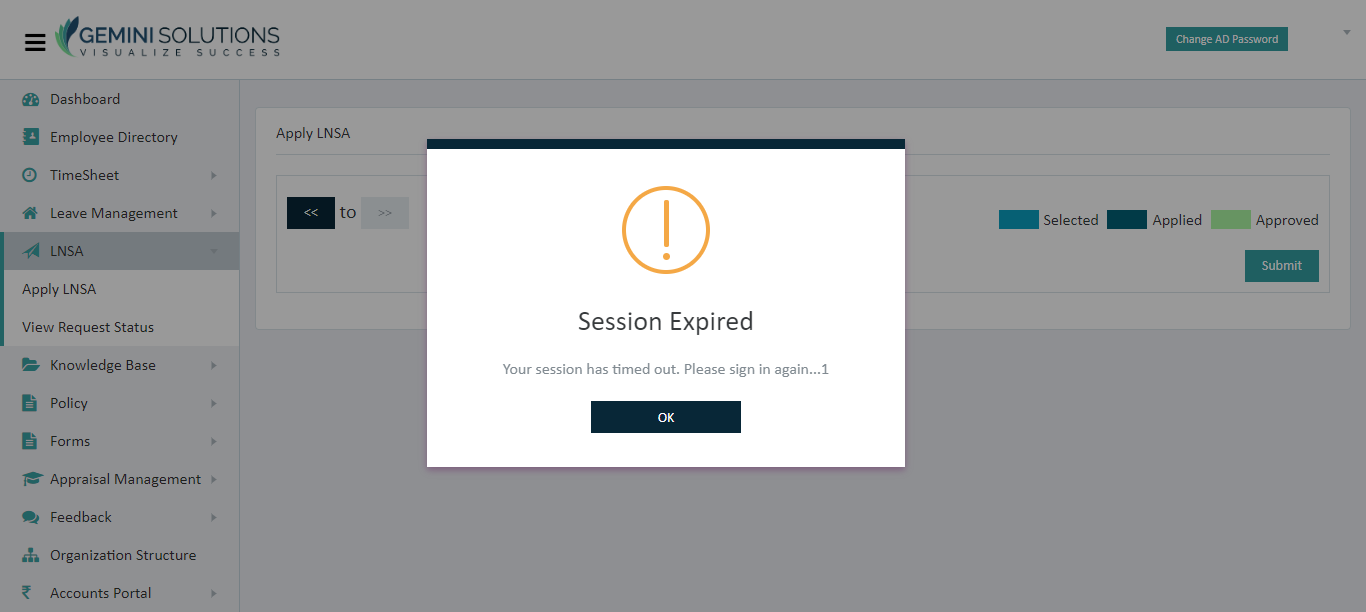 GEMINI SOLUTIONS
VISUALIZE SUCCESS
Change AD Password
Dashboard
Employee Directory
TimeSheet
Leave Management
LNSA
Apply LNSA
View Request Status
Knowledge Base
Policy
Forms
Appraisal Management
Feedback
Organization Structure
Accounts Portal
Apply LNSA
<< to >>
Selected Applied Approved
Submit
!
Session Expired
Your session has timed out. Please sign in again...1
OK